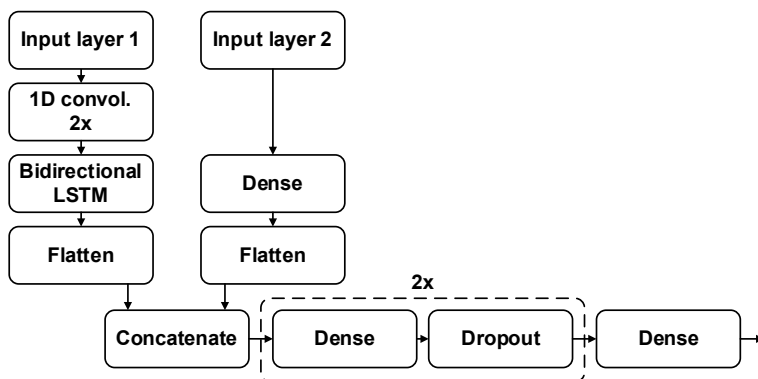 Input layer 1
Input layer 2
1D convol.
2x
Bidirectional
LSTM
Dense
Flatten
Flatten
2x
Concatenate
Dense
Dropout
Dense